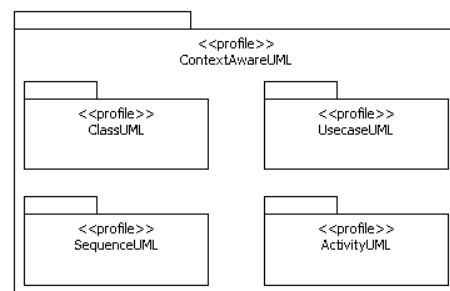 <<profile>>
ContextAwareUML
<<profile>>
ClassUML
<<profile>>
UsecaseUML
<<profile>>
SequenceUML
<<profile>>
ActivityUML